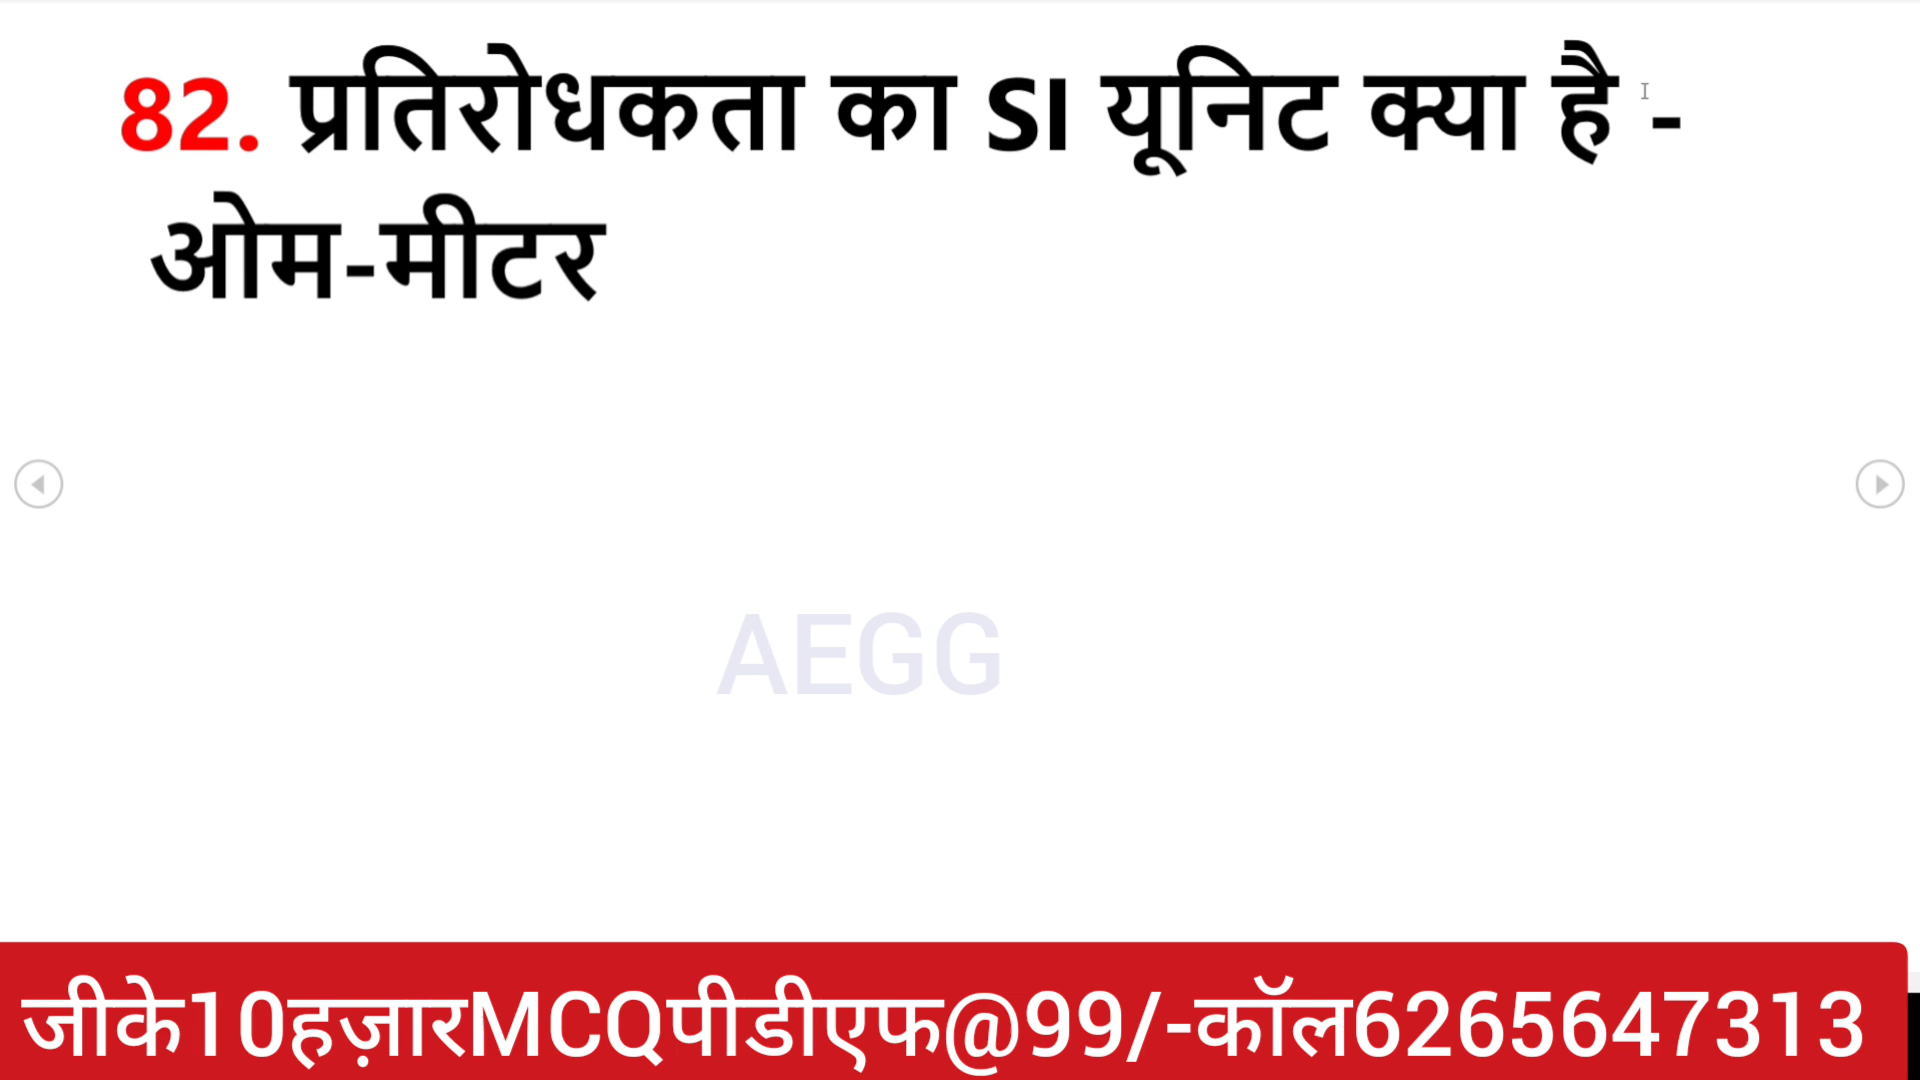 82. प्रतिरोधकता का SI यूनिट क्या है -
ओम-मीटर
AEGG
जीके10हज़ारMCQपीडीएफ@99/-कॉल6265647313